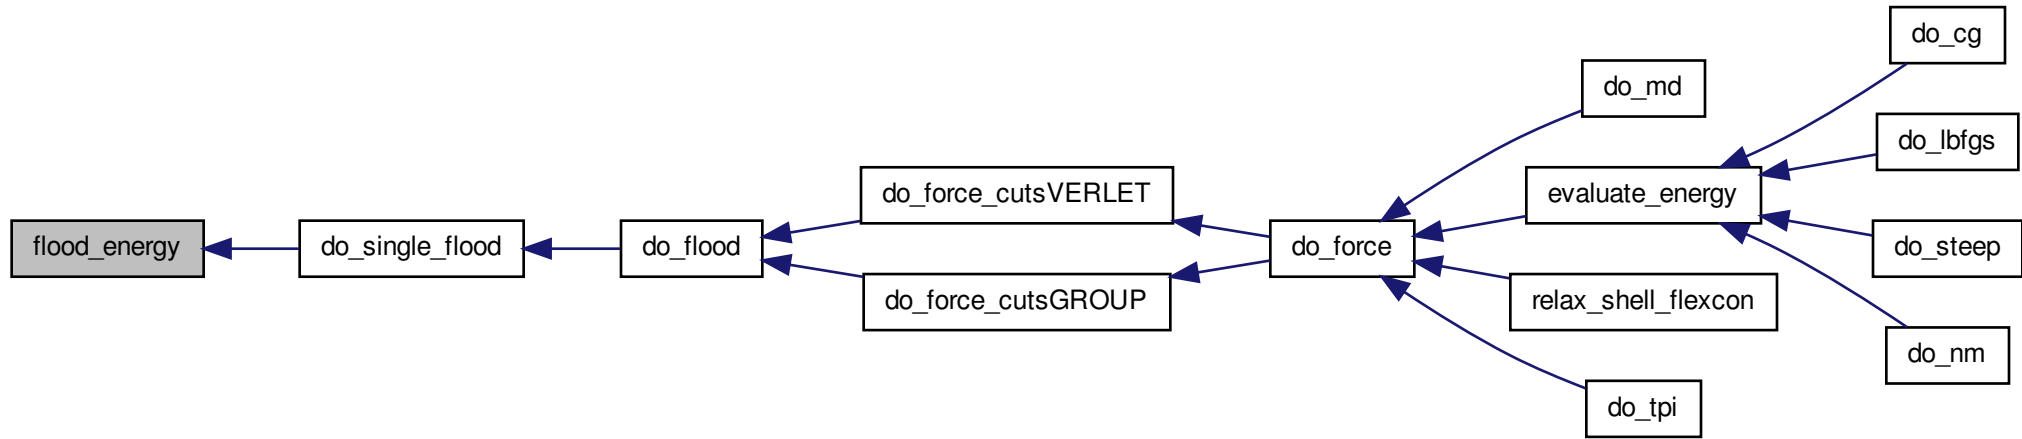 flood_energy
do_single_flood
do_flood
do_force_cutsVERLET
do_force_cutsGROUP
do_force
do_md
evaluate_energy
relax_shell_flexcon
do_tpi
do_cg
do_lbfgs
do_steep
do_nm